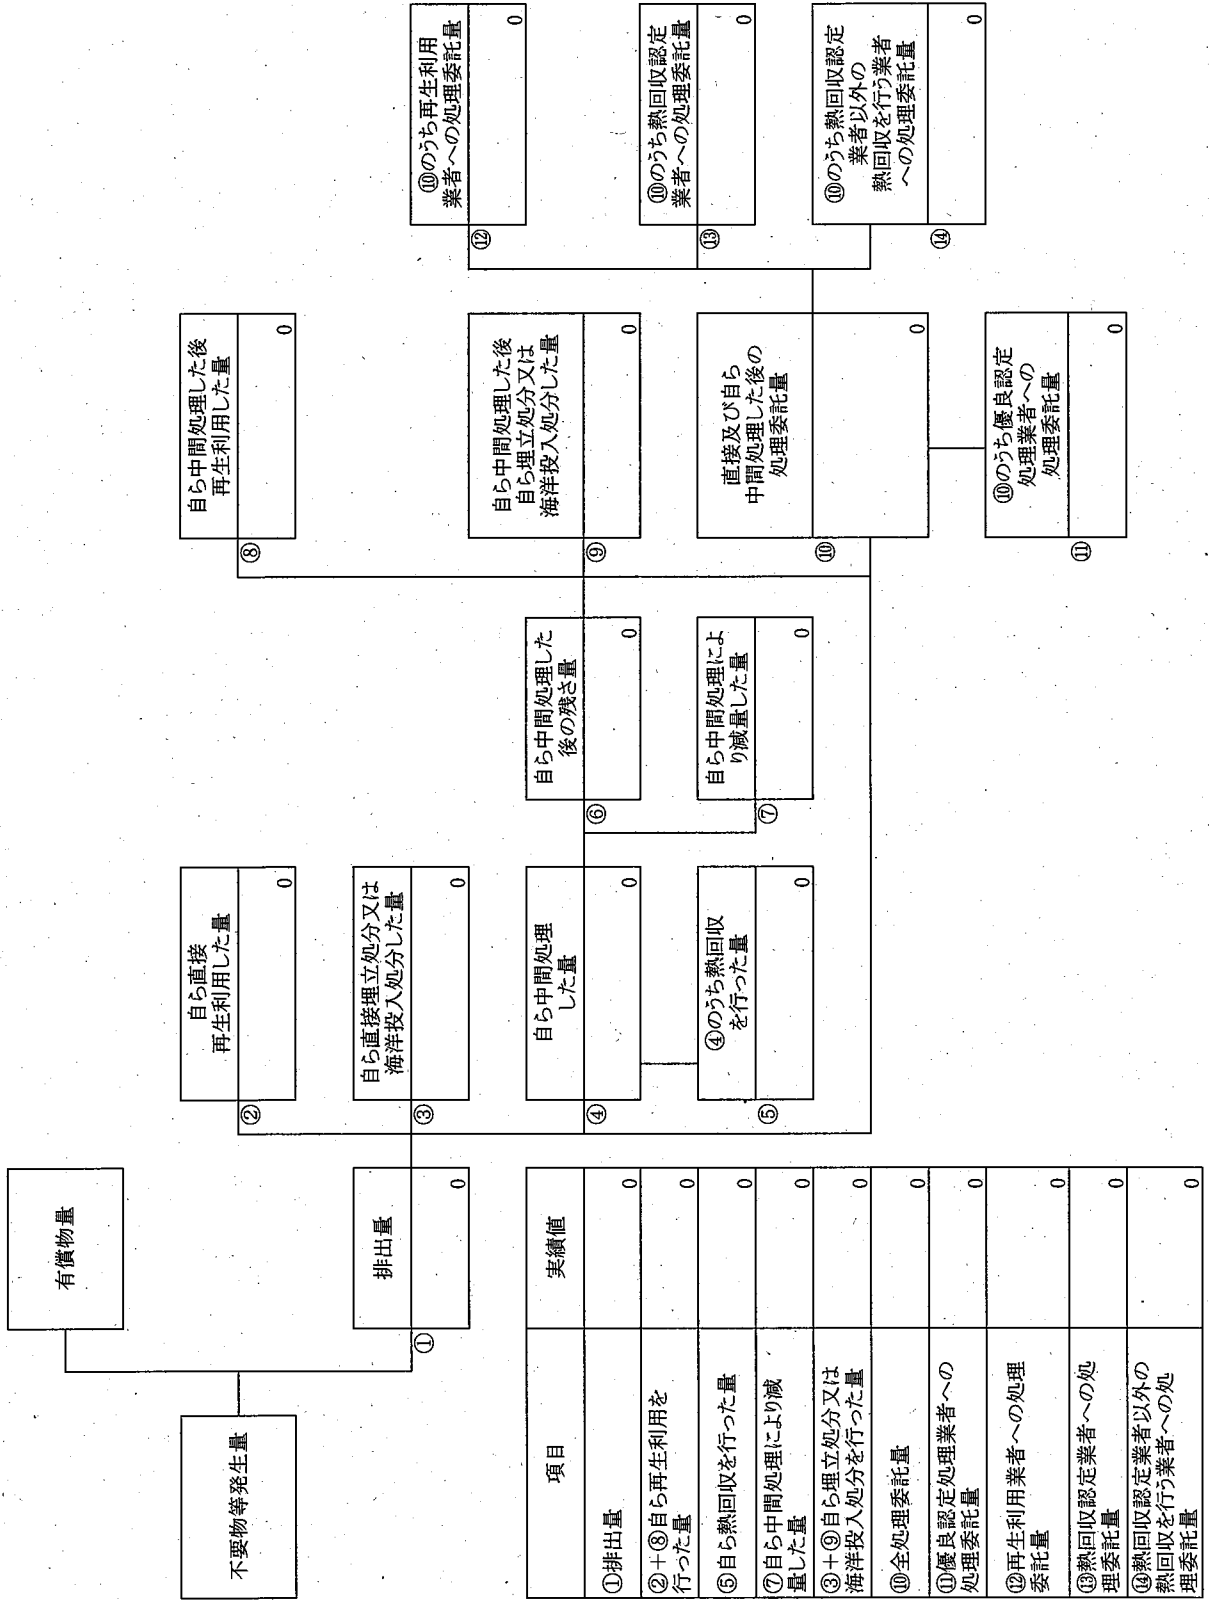 不要物等発生量
有償物量
排出量
①
0
自ら直接
再生利用した量
②
0
自ら直接埋立処分又は
海洋投入処分した量
③
0
自ら中間処理
した量
④
0
④のうち熱回収
を行った量
⑤
0
自ら中間処理した
後の残さ量
⑥
0
自ら中間処理によ
り減量した量
⑦
0
自ら中間処理した後
再生利用した量
⑧
0
自ら中間処理した後
自ら埋立処分又は
海洋投入処分した量
⑨
0
直接及び自ら
中間処理した後の
処理委託量
⑩
0
⑩のうち優良認定
処理業者への
処理委託量
⑪
0
⑩のうち再生利用
業者への処理委託量
⑫
0
⑩のうち熱回収認定
業者への処理委託量
⑬
0
⑩のうち熱回収認定
業者以外の
熱回収を行う業者
への処理委託量
⑭
0
項目 実績値
①排出量 0
②+⑧自ら再生利用を
行った量 0
⑤自ら熱回収を行った量 0
⑦自ら中間処理により減
量した量 0
③+⑨自ら埋立処分又は
海洋投入処分を行った量 0
⑩全処理委託量 0
⑪優良認定処理業者への
処理委託量 0
⑫再生利用業者への処理
委託量 0
⑬熱回収認定業者への処
理委託量 0
⑭熱回収認定業者以外の
熱回収を行う業者への処
理委託量 0